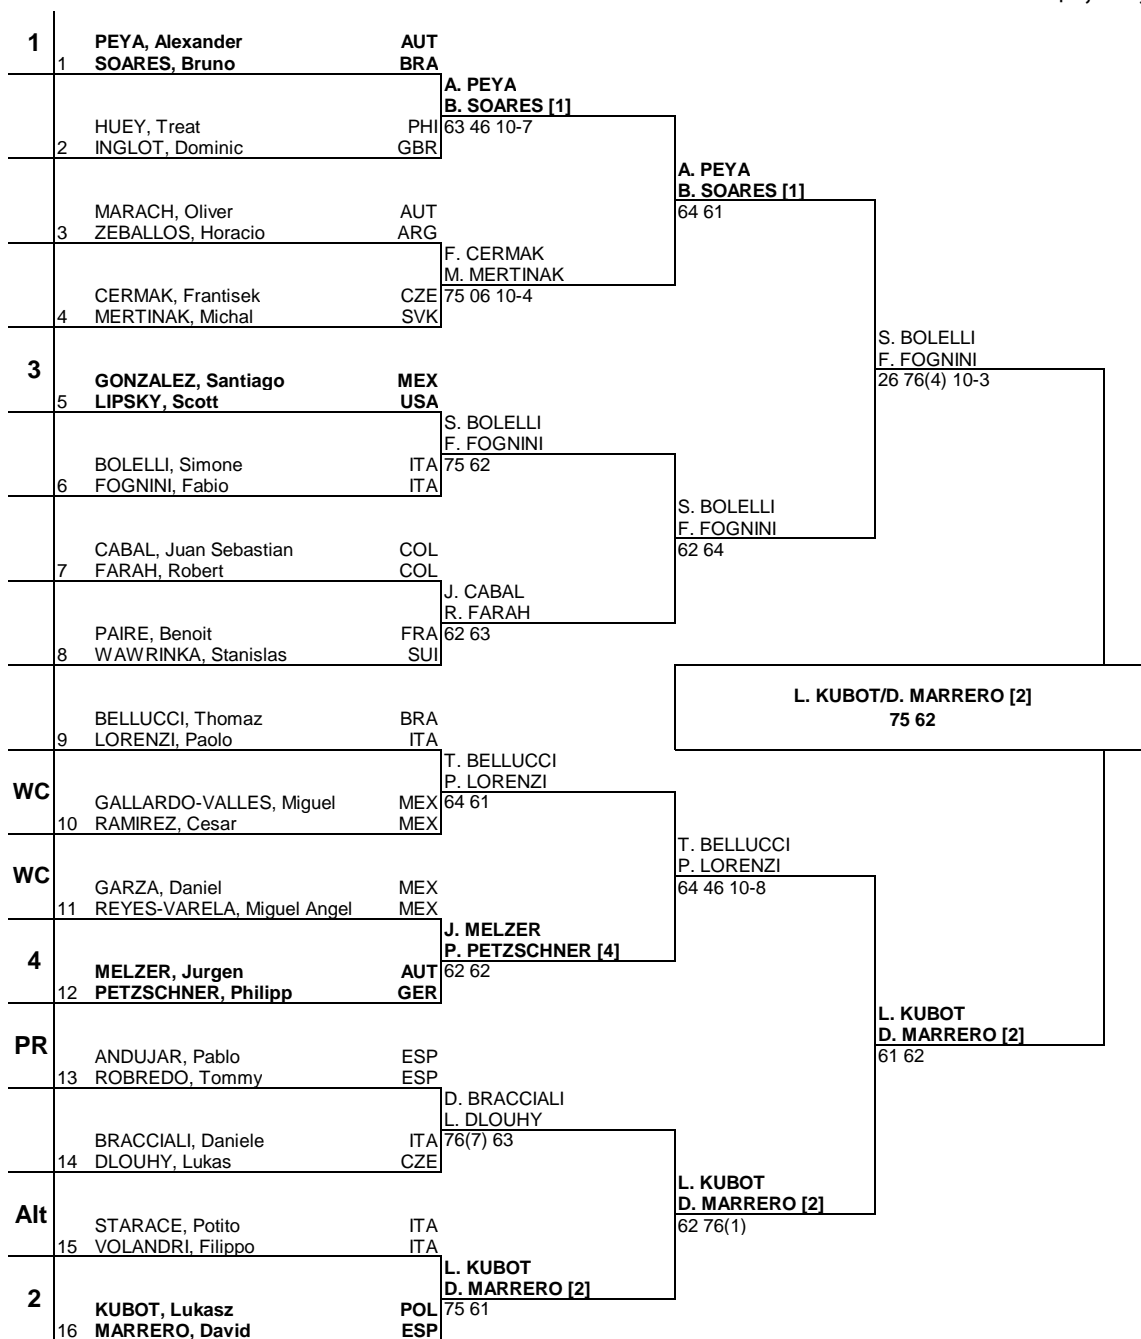 1 PEYA, Alexander AUT
1 SOARES, Bruno BRA
A. PEYA
B. SOARES [1]
HUEY, Treat PHI 63 46 10-7
2 INGLOT, Dominic GBR
A. PEYA
B. SOARES [1]
MARACH, Oliver AUT 64 61
3 ZEBALLOS, Horacio ARG
F. CERMAK
M. MERTINAK
CERMAK, Frantisek CZE 75 06 10-4
4 MERTINAK, Michal SVK
S. BOLELLI
F. FOGNINI
3 GONZALEZ, Santiago MEX 26 76(4) 10-3
5 LIPSKY, Scott USA
S. BOLELLI
F. FOGNINI
BOLELLI, Simone ITA 75 62
6 FOGNINI, Fabio ITA
S. BOLELLI
F. FOGNINI
CABAL, Juan Sebastian COL 62 64
7 FARAH, Robert COL
J. CABAL
R. FARAH
PAIRE, Benoit FRA 62 63
8 WAWRINKA, Stanislas SUI
L. KUBOT/D. MARRERO [2]
BELLUCCI, Thomaz BRA 75 62
9 LORENZI, Paolo ITA
T. BELLUCCI
P. LORENZI
WC GALLARDO-VALLES, Miguel MEX 64 61
10 RAMIREZ, Cesar MEX
T. BELLUCCI
P. LORENZI
WC GARZA, Daniel MEX 64 46 10-8
11 REYES-VARELA, Miguel Angel MEX
J. MELZER
P. PETZSCHNER [4]
4 MELZER, Jurgen AUT 62 62
12 PETZSCHNER, Philipp GER
L. KUBOT
D. MARRERO [2]
PR ANDUJAR, Pablo ESP 61 62
13 ROBREDO, Tommy ESP
D. BRACCIALI
L. DLOUHY
BRACCIALI, Daniele ITA 76(7) 63
14 DLOUHY, Lukas CZE
L. KUBOT
D. MARRERO [2]
Alt STARACE, Potito ITA 62 76(1)
15 VOLANDRI, Filippo ITA
L. KUBOT
D. MARRERO [2]
2 KUBOT, Lukasz POL 75 61
16 MARRERO, David ESP